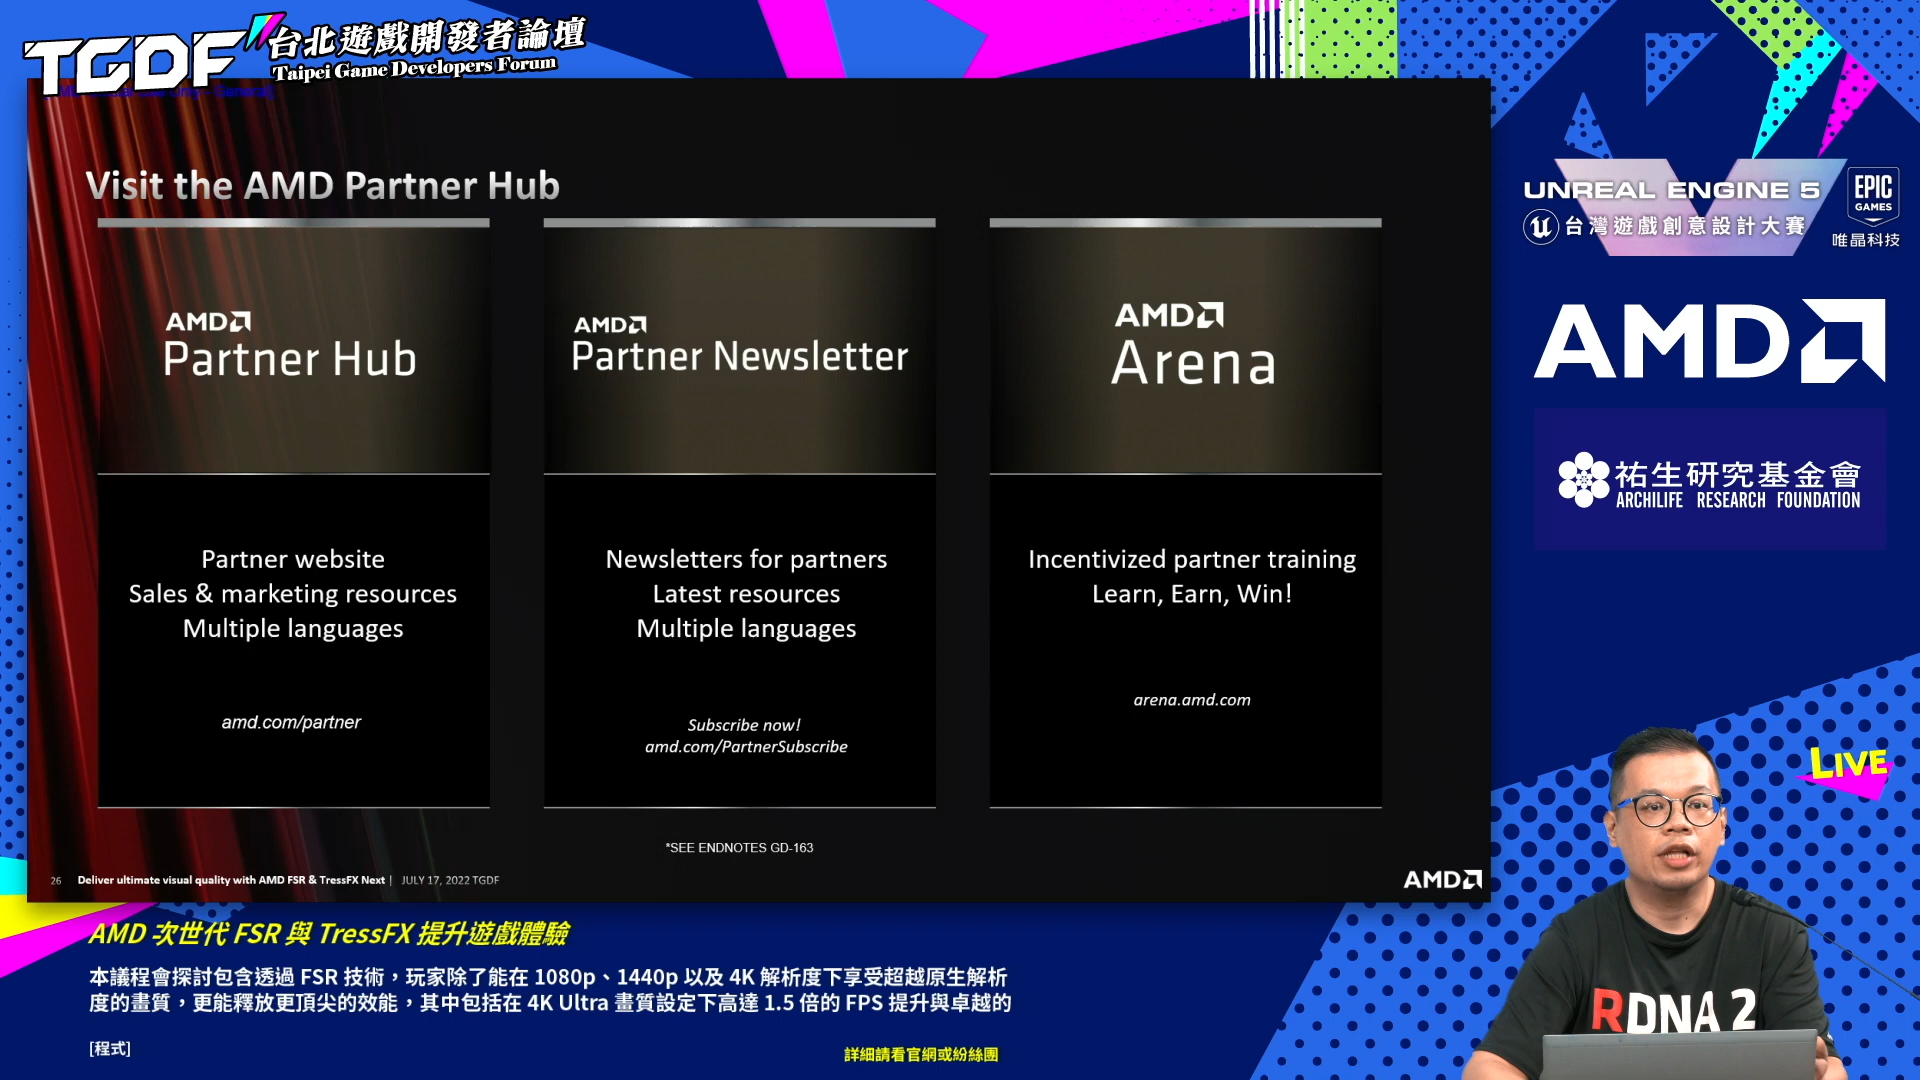 TGDF 台北遊戲開發者論壇
Taipei Game Developers Forum
Visit the AMD Partner Hub
AMD
Partner Hub
Partner website
Sales & marketing resources
Multiple languages
amd.com/partner
AMD
Partner Newsletter
Newsletters for partners
Latest resources
Multiple languages
Subscribe now!
amd.com/PartnerSubscribe
AMD
Arena
Incentivized partner training
Learn, Earn, Win!
arena.amd.com
*SEE ENDNOTES GD-163
26 Deliver ultimate visual quality with AMD FSR & TressFX Next | JULY 17, 2022 TGDF
AMD
UNREAL ENGINE 5
台灣遊戲創意設計大賽
EPIC
GAMES
唯晶科技
AMD
祐生研究基金會
ARCHILIFE RESEARCH FOUNDATION
LIVE
RDNA 2
AMD 次世代 FSR 與 TressFX 提升遊戲體驗
本議程會探討包含透過 FSR 技術，玩家除了能在 1080p、1440p 以及 4K 解析度下享受超越原生解析
度的畫質，更能釋放更頂尖的效能，其中包括在 4K Ultra 畫質設定下高達 1.5 倍的 FPS 提升與卓越的
[程式]
詳細請看官網或紛絲團